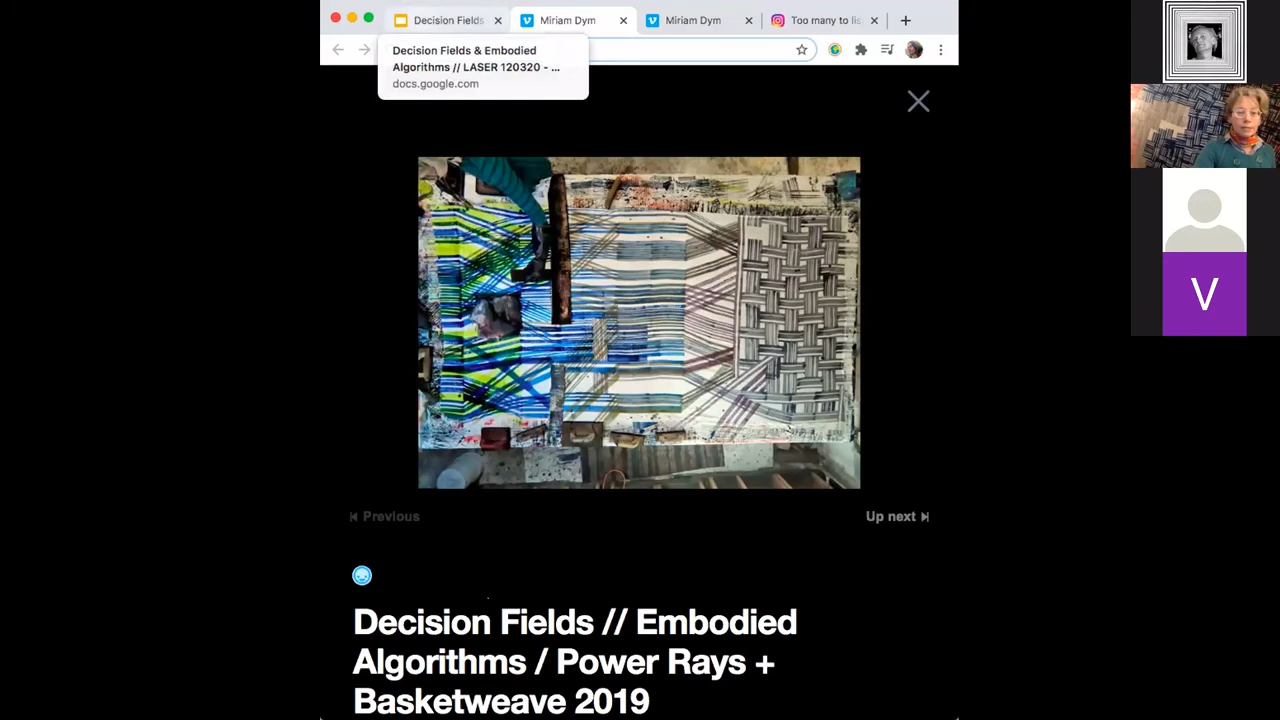 Decision Fields
Miriam Dym
Miriam Dym
Too many to lis
Decision Fields & Embodied
Algorithms // LASER 120320 - ...
docs.google.com
Previous
Up next
V
Decision Fields // Embodied
Algorithms / Power Rays +
Basketweave 2019